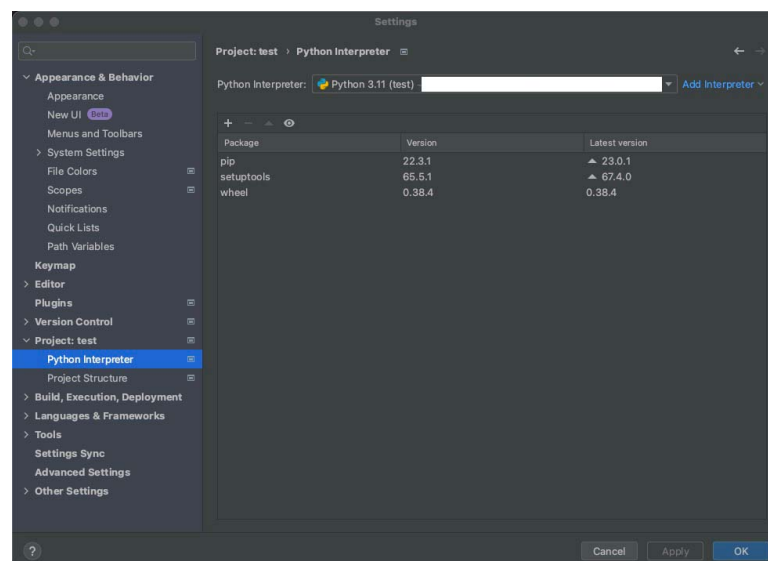 Settings
Project: test › Python Interpreter
Python Interpreter: Python 3.11 (test) Add Interpreter
Appearance & Behavior
Appearance
New UI Beta
Menus and Toolbars
System Settings
File Colors
Scopes
Notifications
Quick Lists
Path Variables
Keymap
Editor
Plugins
Version Control
Project: test
Python Interpreter
Project Structure
Build, Execution, Deployment
Languages & Frameworks
Tools
Settings Sync
Advanced Settings
Other Settings
Package Version Latest version
pip 22.3.1 23.0.1
setuptools 65.5.1 67.4.0
wheel 0.38.4 0.38.4
? Cancel Apply OK